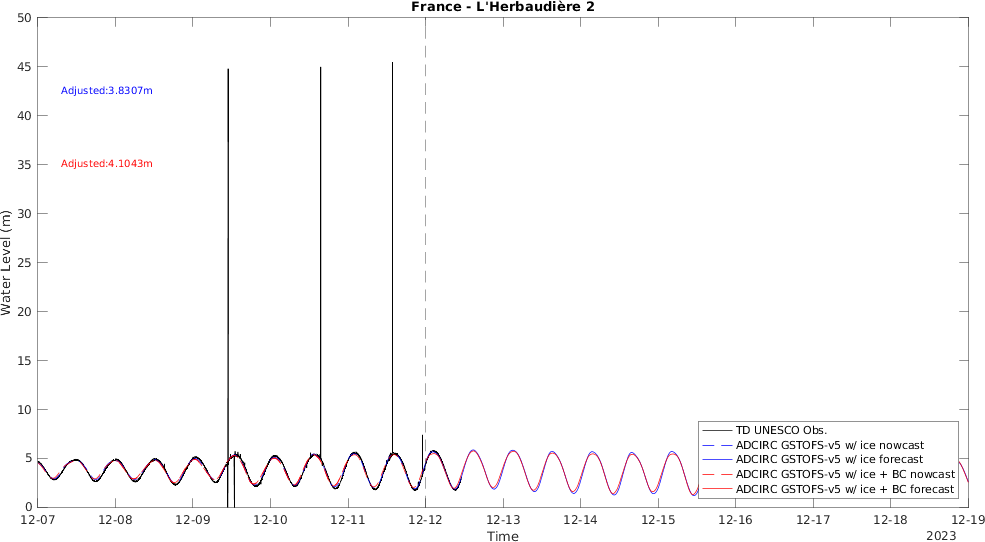 France - L'Herbaudière 2
50
45
40
35
30
25
20
15
10
5
0
Water Level (m)
Adjusted:3.8307m
Adjusted:4.1043m
TD UNESCO Obs.
ADCIRC GSTOFS-v5 w/ ice nowcast
ADCIRC GSTOFS-v5 w/ ice forecast
ADCIRC GSTOFS-v5 w/ ice + BC nowcast
ADCIRC GSTOFS-v5 w/ ice + BC forecast
12-07 12-08 12-09 12-10 12-11 12-12 12-13 12-14 12-15 12-16 12-17 12-18 12-19
Time
2023